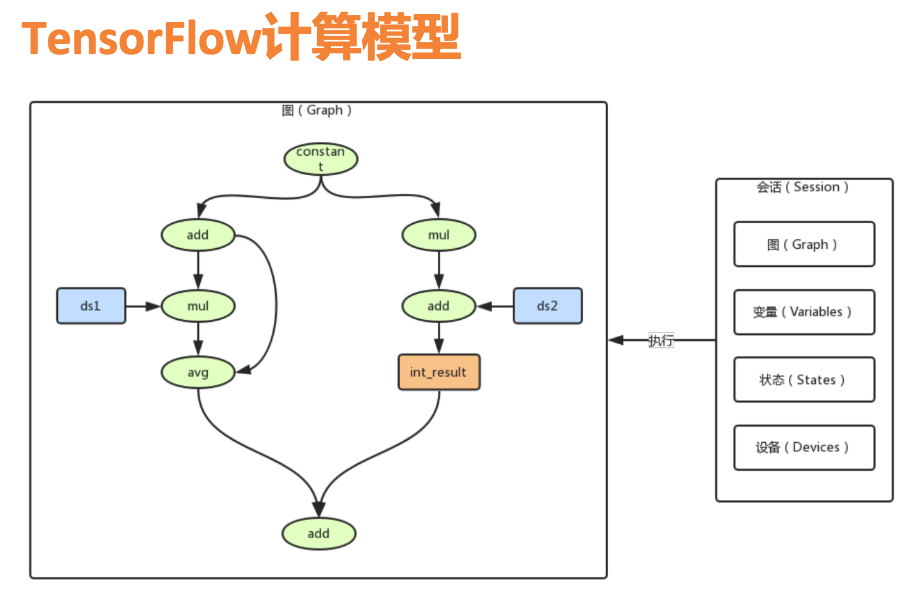 TensorFlow计算模型
图（Graph）
constan
t
add
mul
ds1
mul
add
ds2
avg
int_result
add
执行
会话（Session）
图（Graph）
变量（Variables）
状态（States）
设备（Devices）